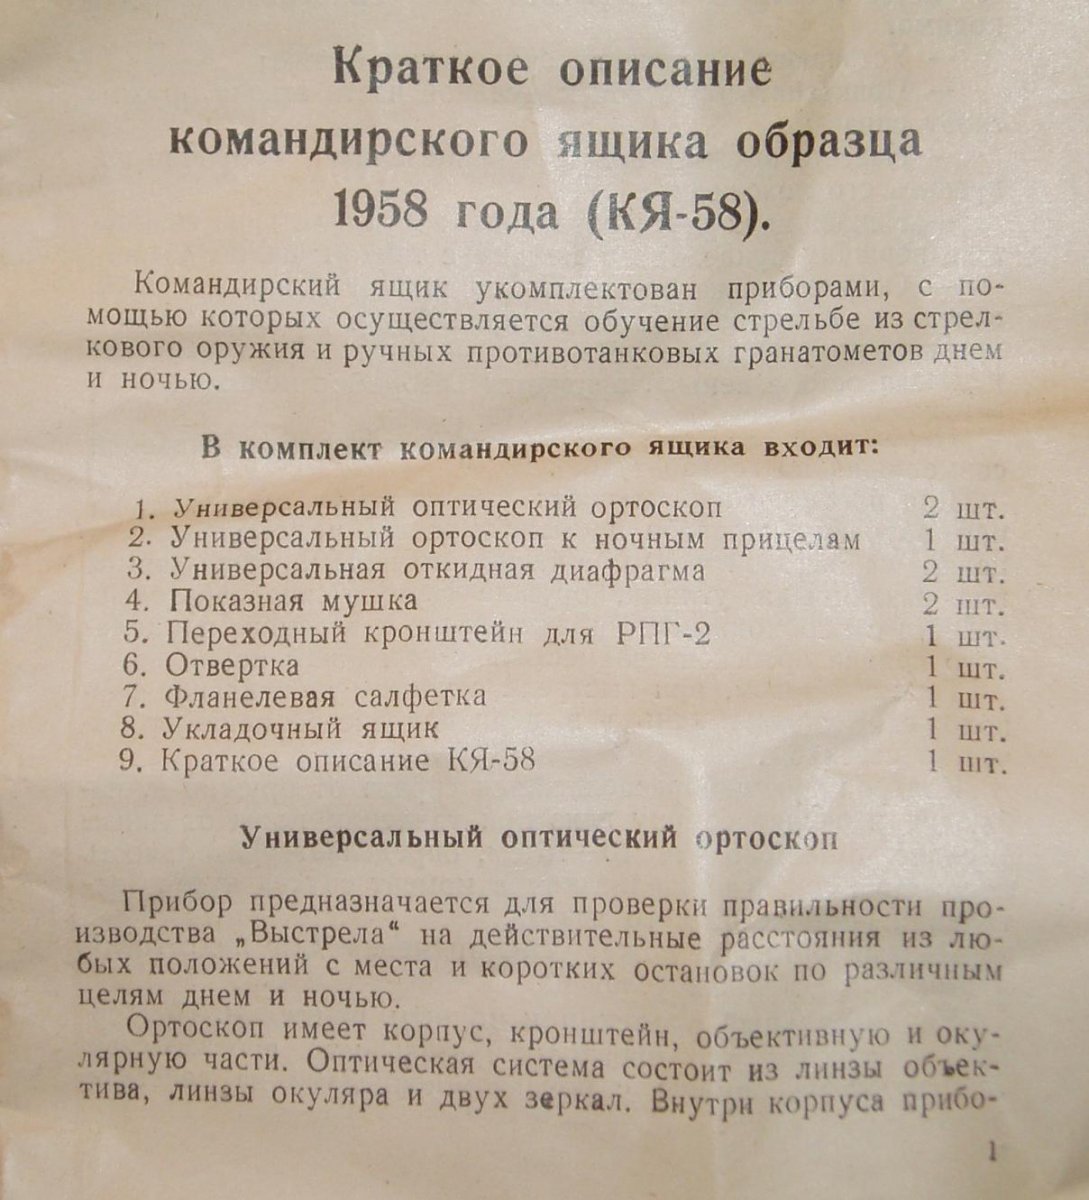 Краткое описание
командирского ящика образца
1958 года (КЯ-58).
Командирский ящик укомплектован приборами, с по-
мощью которых осуществляется обучение стрельбе из стрел-
кового оружия и ручных противотанковых гранатометов днем
и ночью.
В комплект командирского ящика входит:
1. Универсальный оптический ортоскоп 2 шт.
2. Универсальный ортоскоп к ночным прицелам 1 шт.
3. Универсальная откидная диафрагма 2 шт.
4. Показная мушка 2 шт.
5. Переходный кронштейн для РПГ-2 1 шт.
6. Отвертка 1 шт.
7. Фланелевая салфетка 1 шт.
8. Укладочный ящик 1 шт.
9. Краткое описание КЯ-58 1 шт.
Универсальный оптический ортоскоп
Прибор предназначается для проверки правильности про-
изводства „Выстрела“ на действительные расстояния из лю-
бых положений с места и коротких остановок по различным
целям днем и ночью.
Ортоскоп имеет корпус, кронштейн, объективную и оку-
лярную части. Оптическая система состоит из линзы объек-
тива, линзы окуляра и двух зеркал. Внутри корпуса прибо-
1